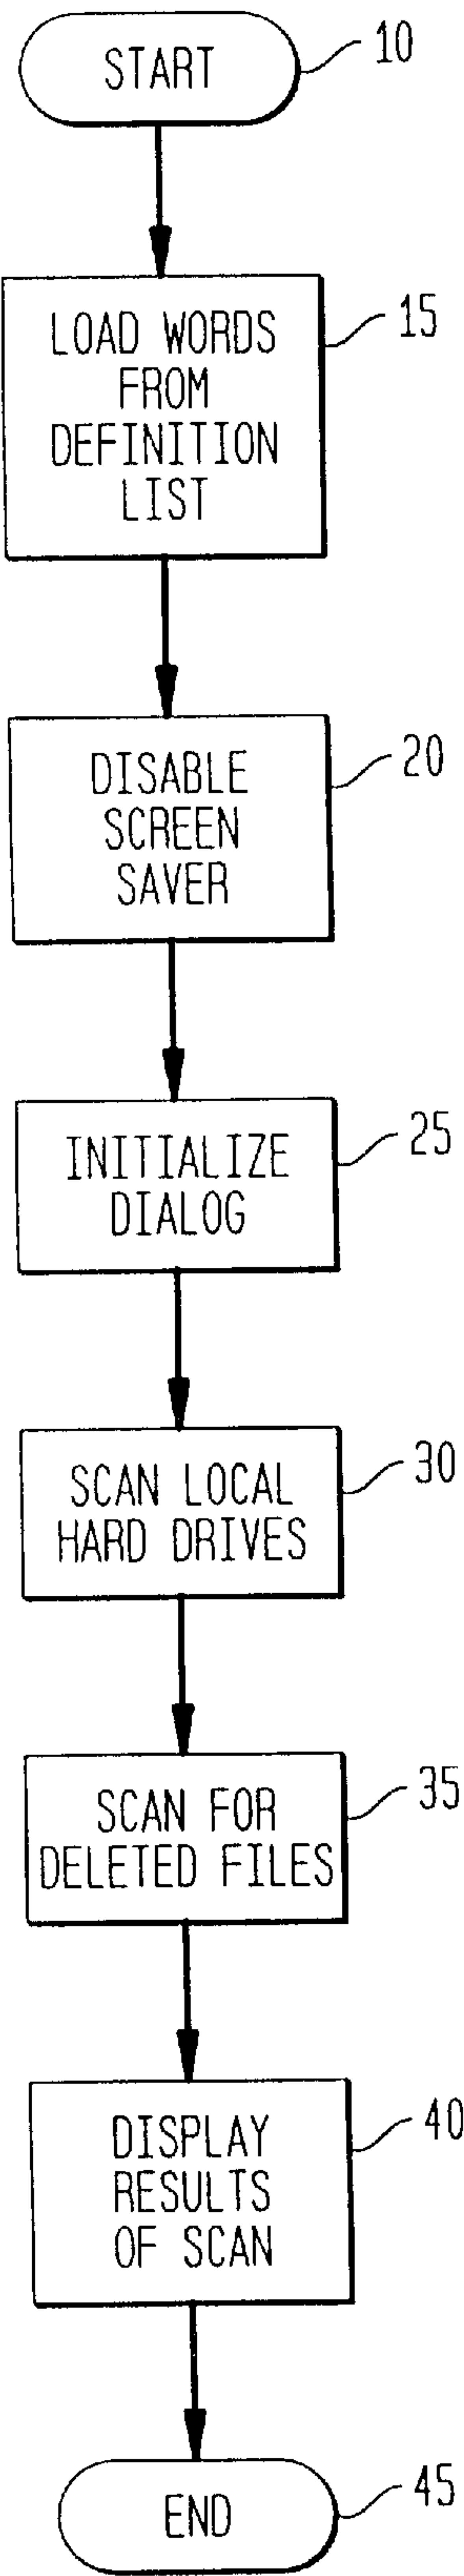 START
10
LOAD WORDS
FROM
DEFINITION
LIST
15
DISABLE
SCREEN
SAVER
20
INITIALIZE
DIALOG
25
SCAN LOCAL
HARD DRIVES
30
SCAN FOR
DELETED FILES
35
DISPLAY
RESULTS
OF SCAN
40
END
45